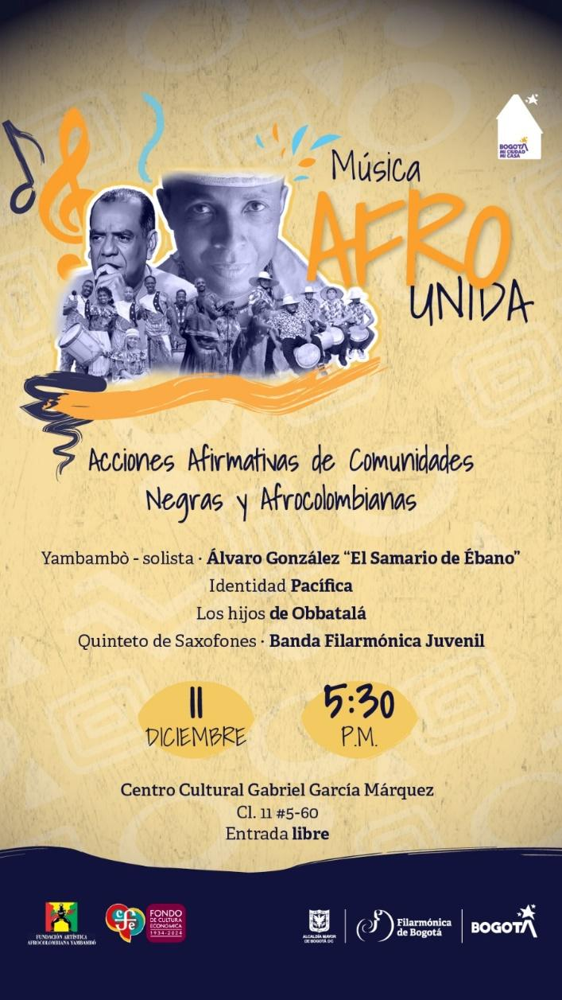 BOGOTÁ
MI CIUDAD
MI CASA
Música
AFRO
UNIDA
Acciones Afirmativas de Comunidades
Negras y Afrocolombianas
Yambambò - solista · Álvaro González “El Samario de Ébano”
Identidad Pacífica
Los hijos de Obbatalá
Quinteto de Saxofones · Banda Filarmónica Juvenil
11
DICIEMBRE
5:30
P.M.
Centro Cultural Gabriel García Márquez
Cl. 11 #5-60
Entrada libre
FUNDACIÓN ARTÍSTICA
AFROCOLOMBIANA YAMBAMBÓ
cfe
FONDO
DE CULTURA
ECONOMICA
1934-2024
ALCALDÍA MAYOR
DE BOGOTÁ DC
Filarmónica
de Bogotá
BOGOTÁ